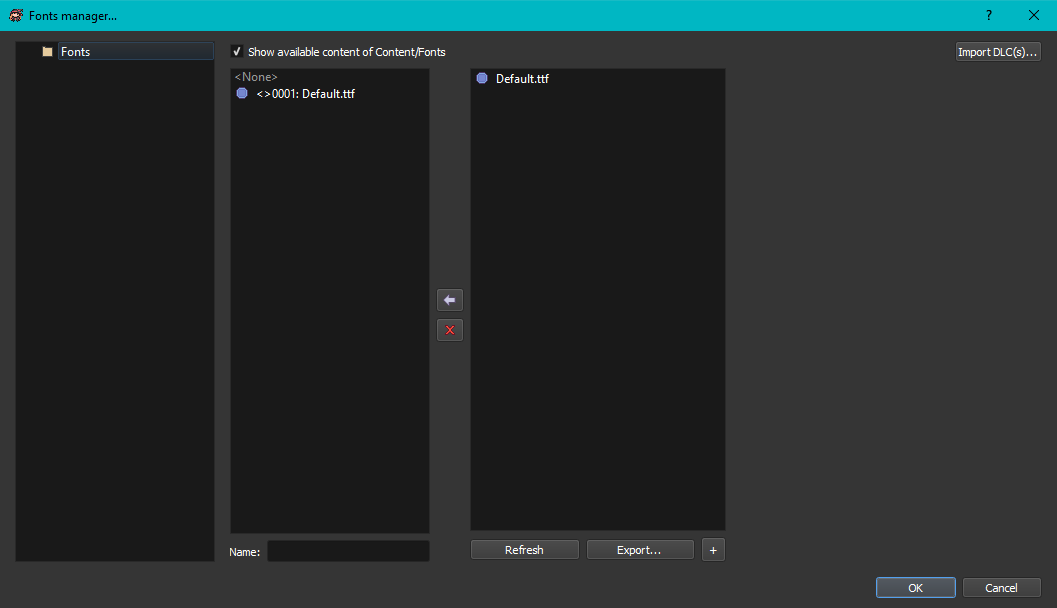 Fonts manager...
?
Fonts
Show available content of Content/Fonts
Import DLC(s)...
<None>
<>0001: Default.ttf
Default.ttf
Name:
Refresh
Export...
+
OK
Cancel